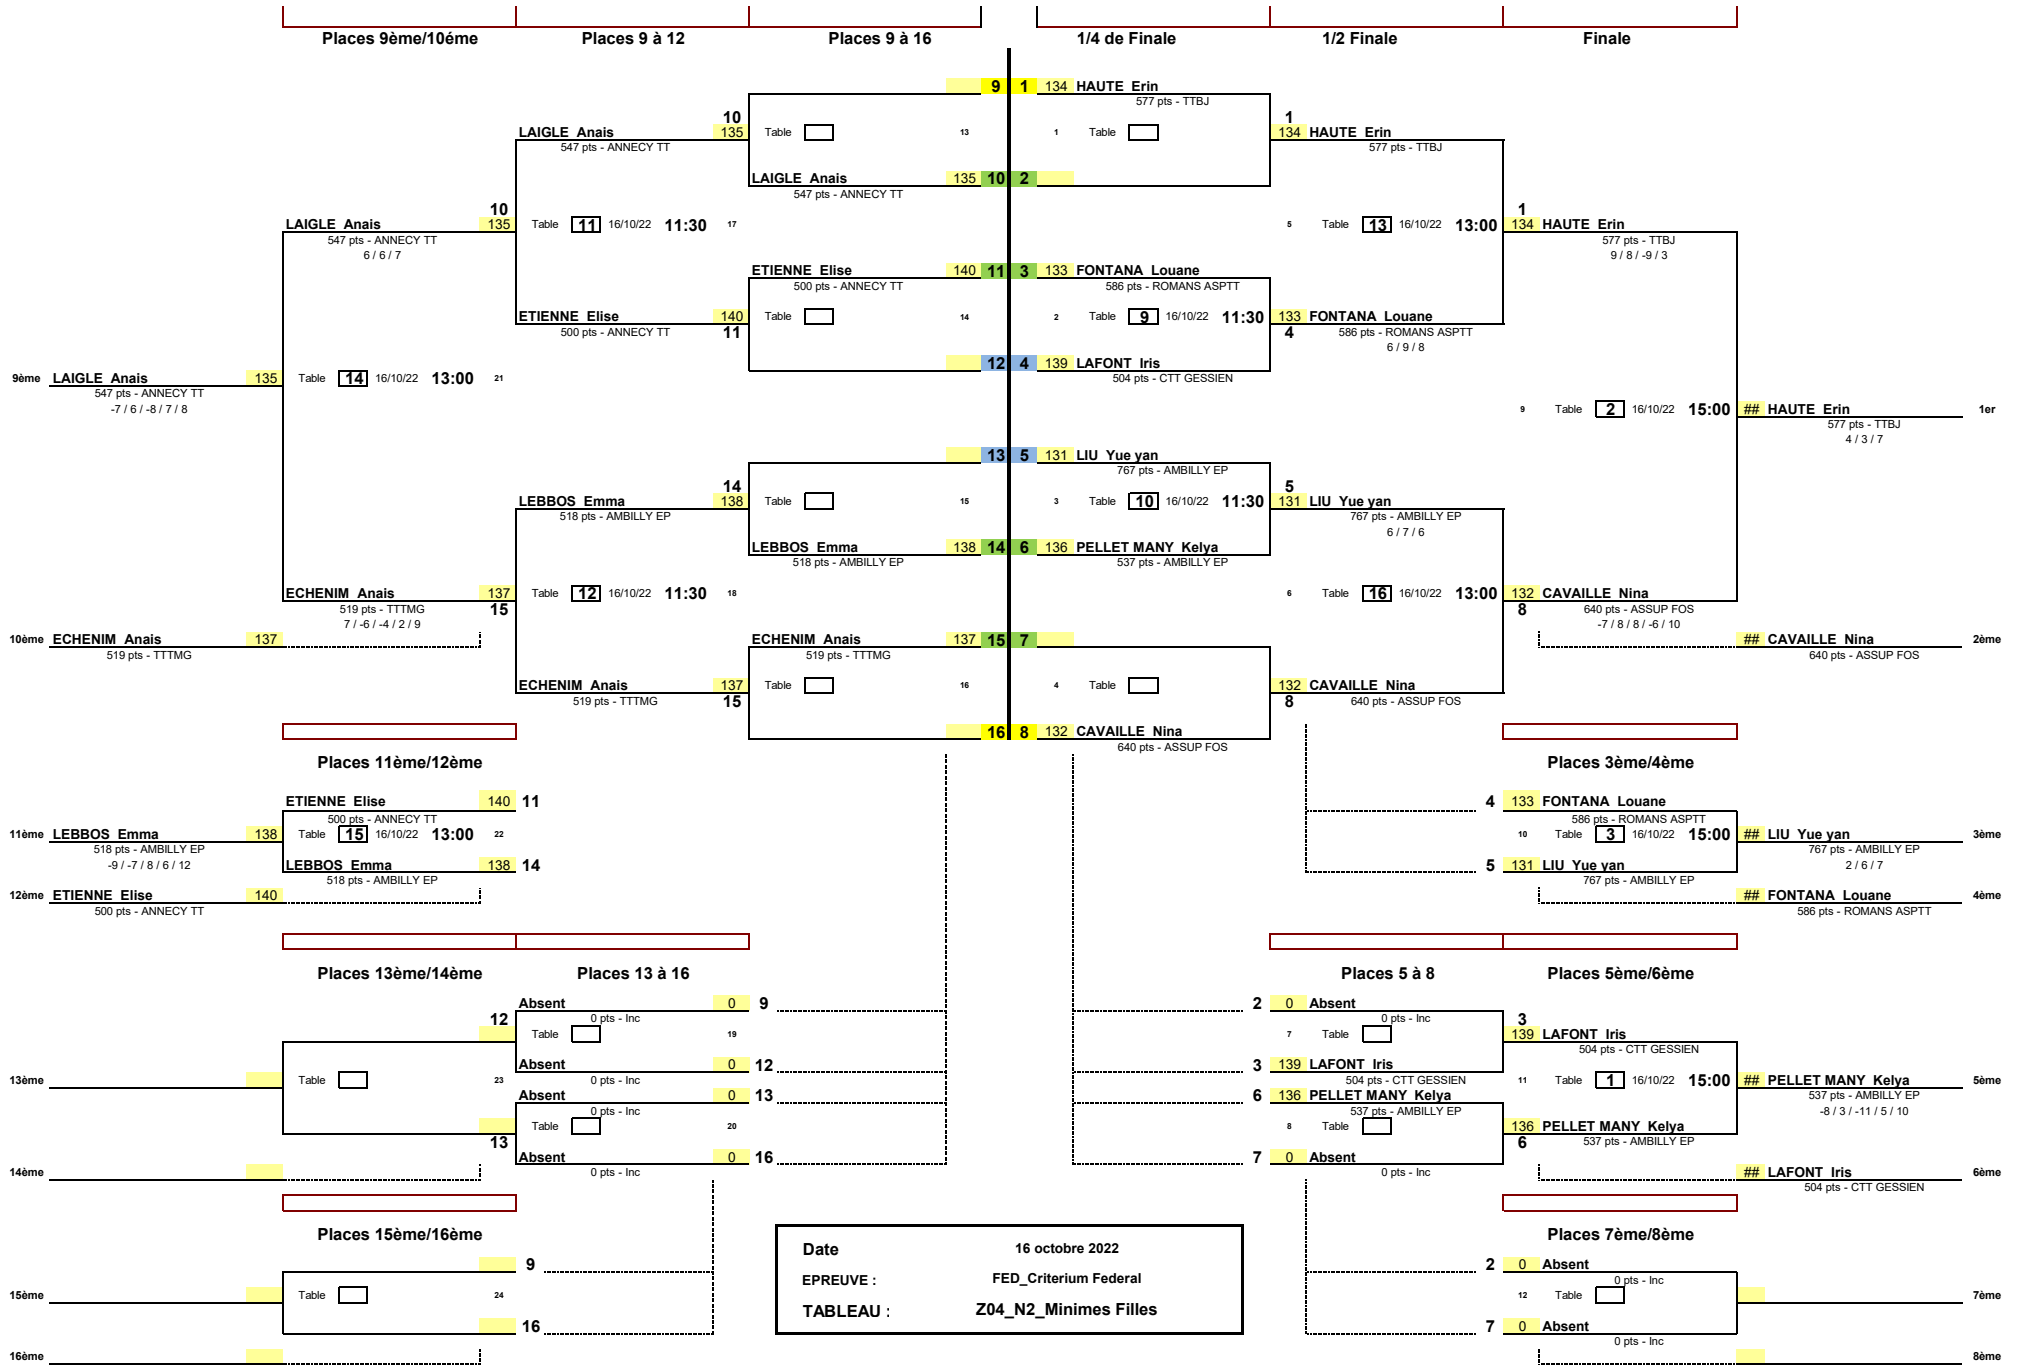 Places 9ème/10éme Places 9 à 12 Places 9 à 16 1/4 de Finale 1/2 Finale Finale
9 1 134 HAUTE Erin
577 pts - TTBJ
10 1
LAIGLE Anais 135 Table 13 1 Table 134 HAUTE Erin
547 pts - ANNECY TT 577 pts - TTBJ
LAIGLE Anais 135 10 2
547 pts - ANNECY TT
10 1
LAIGLE Anais 135 Table 11 16/10/22 11:30 17 5 Table 13 16/10/22 13:00 134 HAUTE Erin
547 pts - ANNECY TT 577 pts - TTBJ
6 / 6 / 7 9 / 8 / -9 / 3
ETIENNE Elise 140 11 3 133 FONTANA Louane
500 pts - ANNECY TT 586 pts - ROMANS ASPTT
ETIENNE Elise 140 Table 14 2 Table 9 16/10/22 11:30 133 FONTANA Louane
500 pts - ANNECY TT 11 4 586 pts - ROMANS ASPTT
6 / 9 / 8
12 4 139 LAFONT Iris
504 pts - CTT GESSIEN
9ème LAIGLE Anais 135 Table 14 16/10/22 13:00 21
547 pts - ANNECY TT
-7 / 6 / -8 / 7 / 8
9 Table 2 16/10/22 15:00 ## HAUTE Erin 1er
577 pts - TTBJ
4 / 3 / 7
13 5 131 LIU Yue yan
767 pts - AMBILLY EP
14 5
LEBBOS Emma 138 Table 15 3 Table 10 16/10/22 11:30 131 LIU Yue yan
518 pts - AMBILLY EP 767 pts - AMBILLY EP
6 / 7 / 6
LEBBOS Emma 138 14 6 136 PELLET MANY Kelya
518 pts - AMBILLY EP 537 pts - AMBILLY EP
ECHENIM Anais 137 Table 12 16/10/22 11:30 18 6 Table 16 16/10/22 13:00 132 CAVAILLE Nina
519 pts - TTTMG 15 8 640 pts - ASSUP FOS
7 / -6 / -4 / 2 / 9 -7 / 8 / 8 / -6 / 10
10ème ECHENIM Anais 137 ECHENIM Anais 137 15 7 ## CAVAILLE Nina 2ème
519 pts - TTTMG 519 pts - TTTMG 640 pts - ASSUP FOS
ECHENIM Anais 137 Table 16 4 Table 132 CAVAILLE Nina
519 pts - TTTMG 15 8 640 pts - ASSUP FOS
16 8 132 CAVAILLE Nina
640 pts - ASSUP FOS
Places 11ème/12ème Places 3ème/4ème
ETIENNE Elise 140 11 4 133 FONTANA Louane
500 pts - ANNECY TT 586 pts - ROMANS ASPTT
11ème LEBBOS Emma 138 Table 15 16/10/22 13:00 22 10 Table 3 16/10/22 15:00 ## LIU Yue yan 3ème
518 pts - AMBILLY EP 767 pts - AMBILLY EP
-9 / -7 / 8 / 6 / 12 LEBBOS Emma 138 14 5 131 LIU Yue yan 2 / 6 / 7
518 pts - AMBILLY EP 767 pts - AMBILLY EP
12ème ETIENNE Elise 140 ## FONTANA Louane 4ème
500 pts - ANNECY TT 586 pts - ROMANS ASPTT
Places 13ème/14ème Places 13 à 16 Places 5 à 8 Places 5ème/6ème
Absent 0 9 2 0 Absent
12 0 pts - Inc 0 pts - Inc 3
Table 19 7 Table 139 LAFONT Iris
504 pts - CTT GESSIEN
Absent 0 12 3 139 LAFONT Iris
13ème Table 23 0 pts - Inc 504 pts - CTT GESSIEN 11 Table 1 16/10/22 15:00 ## PELLET MANY Kelya 5ème
Absent 0 13 6 136 PELLET MANY Kelya 537 pts - AMBILLY EP
0 pts - Inc 537 pts - AMBILLY EP -8 / 3 / -11 / 5 / 10
Table 20 8 Table 136 PELLET MANY Kelya
13 6 537 pts - AMBILLY EP
Absent 0 16 7 0 Absent
0 pts - Inc 0 pts - Inc
14ème ## LAFONT Iris 6ème
504 pts - CTT GESSIEN
Places 15ème/16ème Places 7ème/8ème
Date 16 octobre 2022
9 2 0 Absent
0 pts - Inc
EPREUVE : FED_Criterium Federal
15ème Table 24 12 Table 7ème
TABLEAU : Z04_N2_Minimes Filles
16 7 0 Absent
0 pts - Inc
16ème 8ème